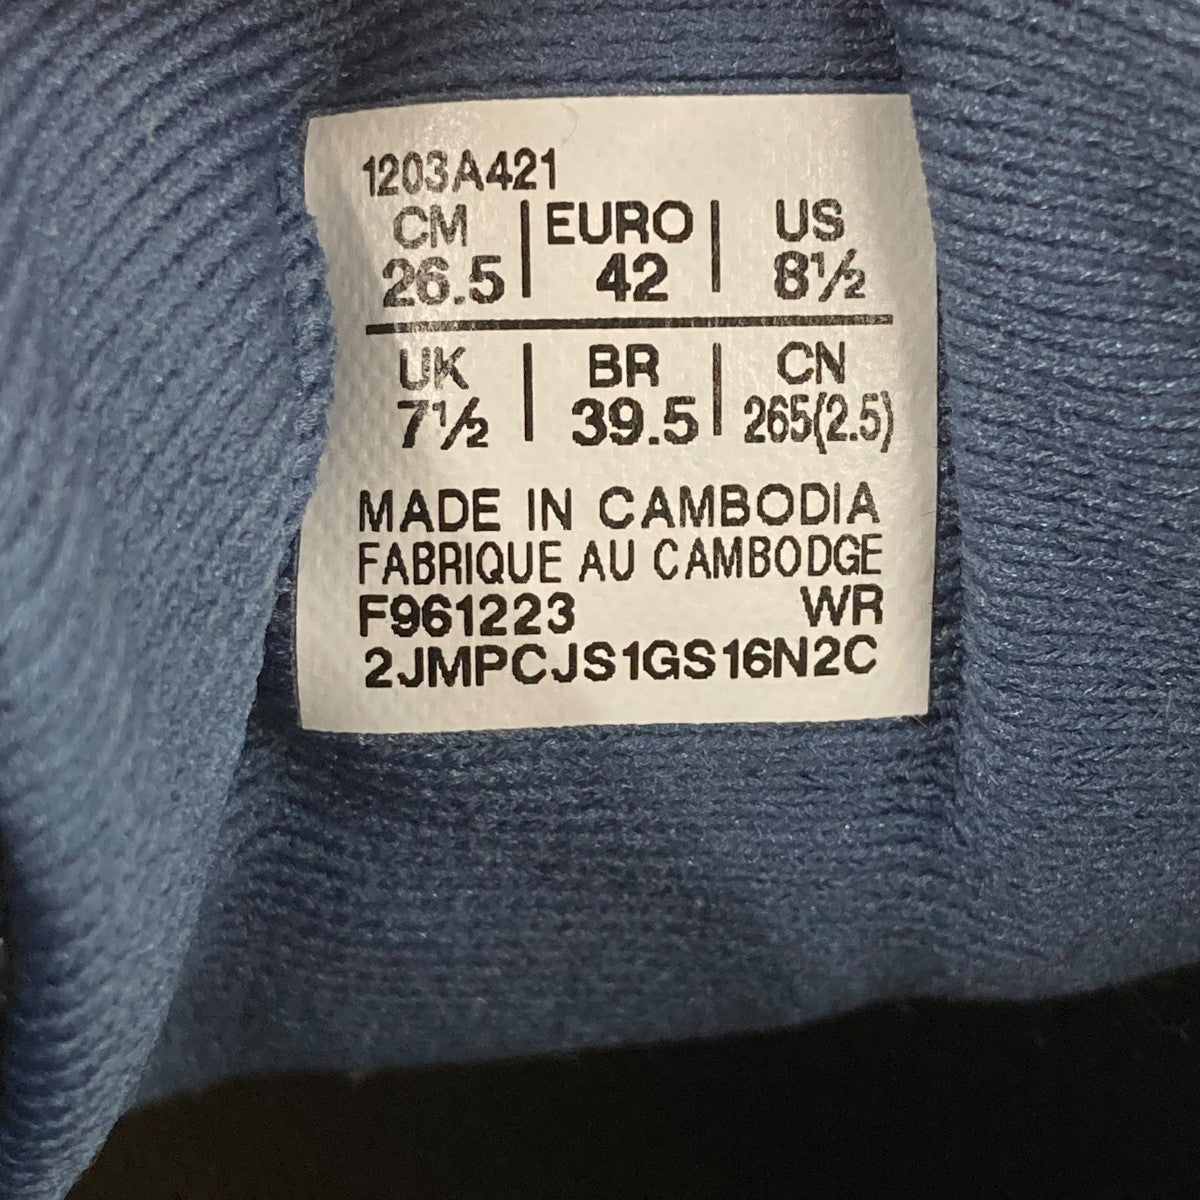 1203A421
CM | EURO | US
26.5 | 42 | 8½
UK | BR | CN
7½ | 39.5 | 265(2.5)
MADE IN CAMBODIA
FABRIQUE AU CAMBODGE
F961223 WR
2JMPCJS1GS16N2C